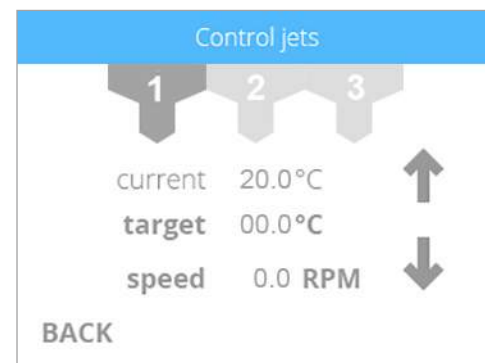 Control jets
1 2 3
current 20.0°C
target 00.0°C
speed 0.0 RPM
BACK